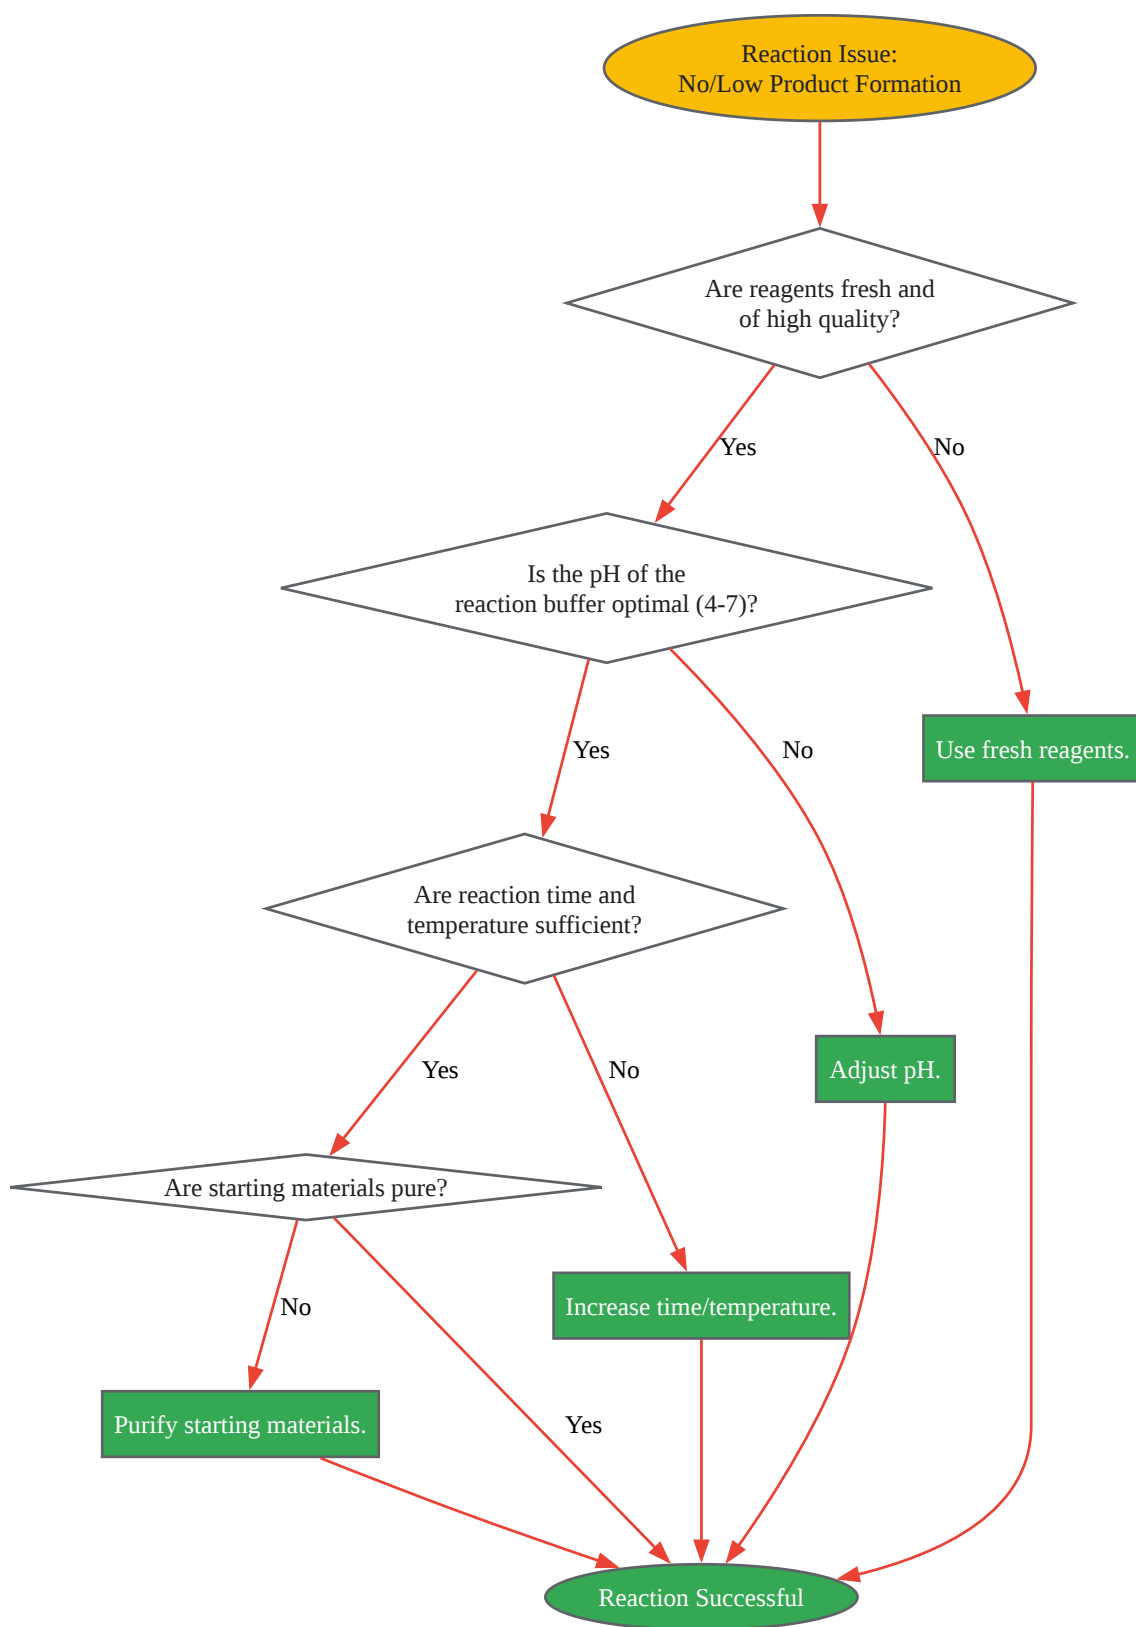 Reaction Issue:
No/Low Product Formation
Are reagents fresh and
of high quality?
Yes
No
Is the pH of the
reaction buffer optimal (4-7)?
Yes
No
Use fresh reagents.
Are reaction time and
temperature sufficient?
Yes
No
Adjust pH.
Are starting materials pure?
No
Increase time/temperature.
Purify starting materials.
Yes
Reaction Successful